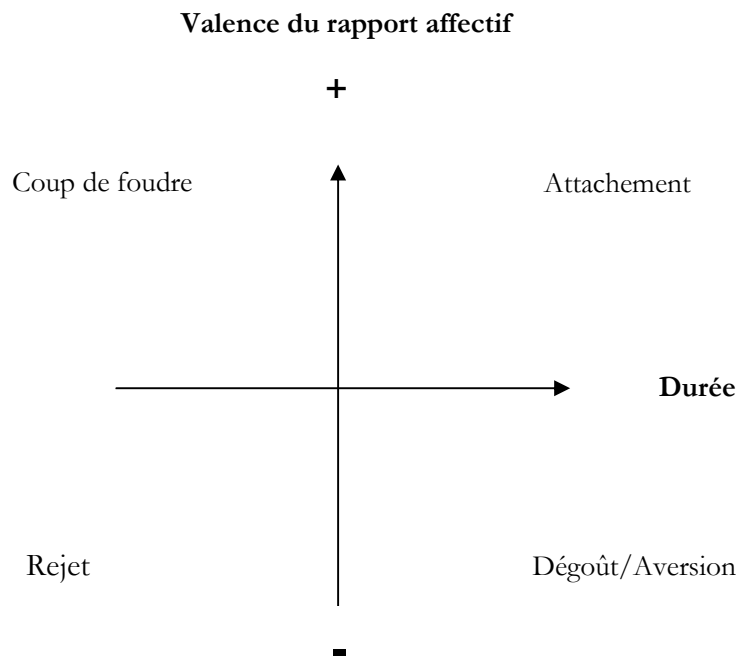 Valence du rapport affectif
+
Coup de foudre Attachement
Durée
Rejet Dégoût/Aversion
-